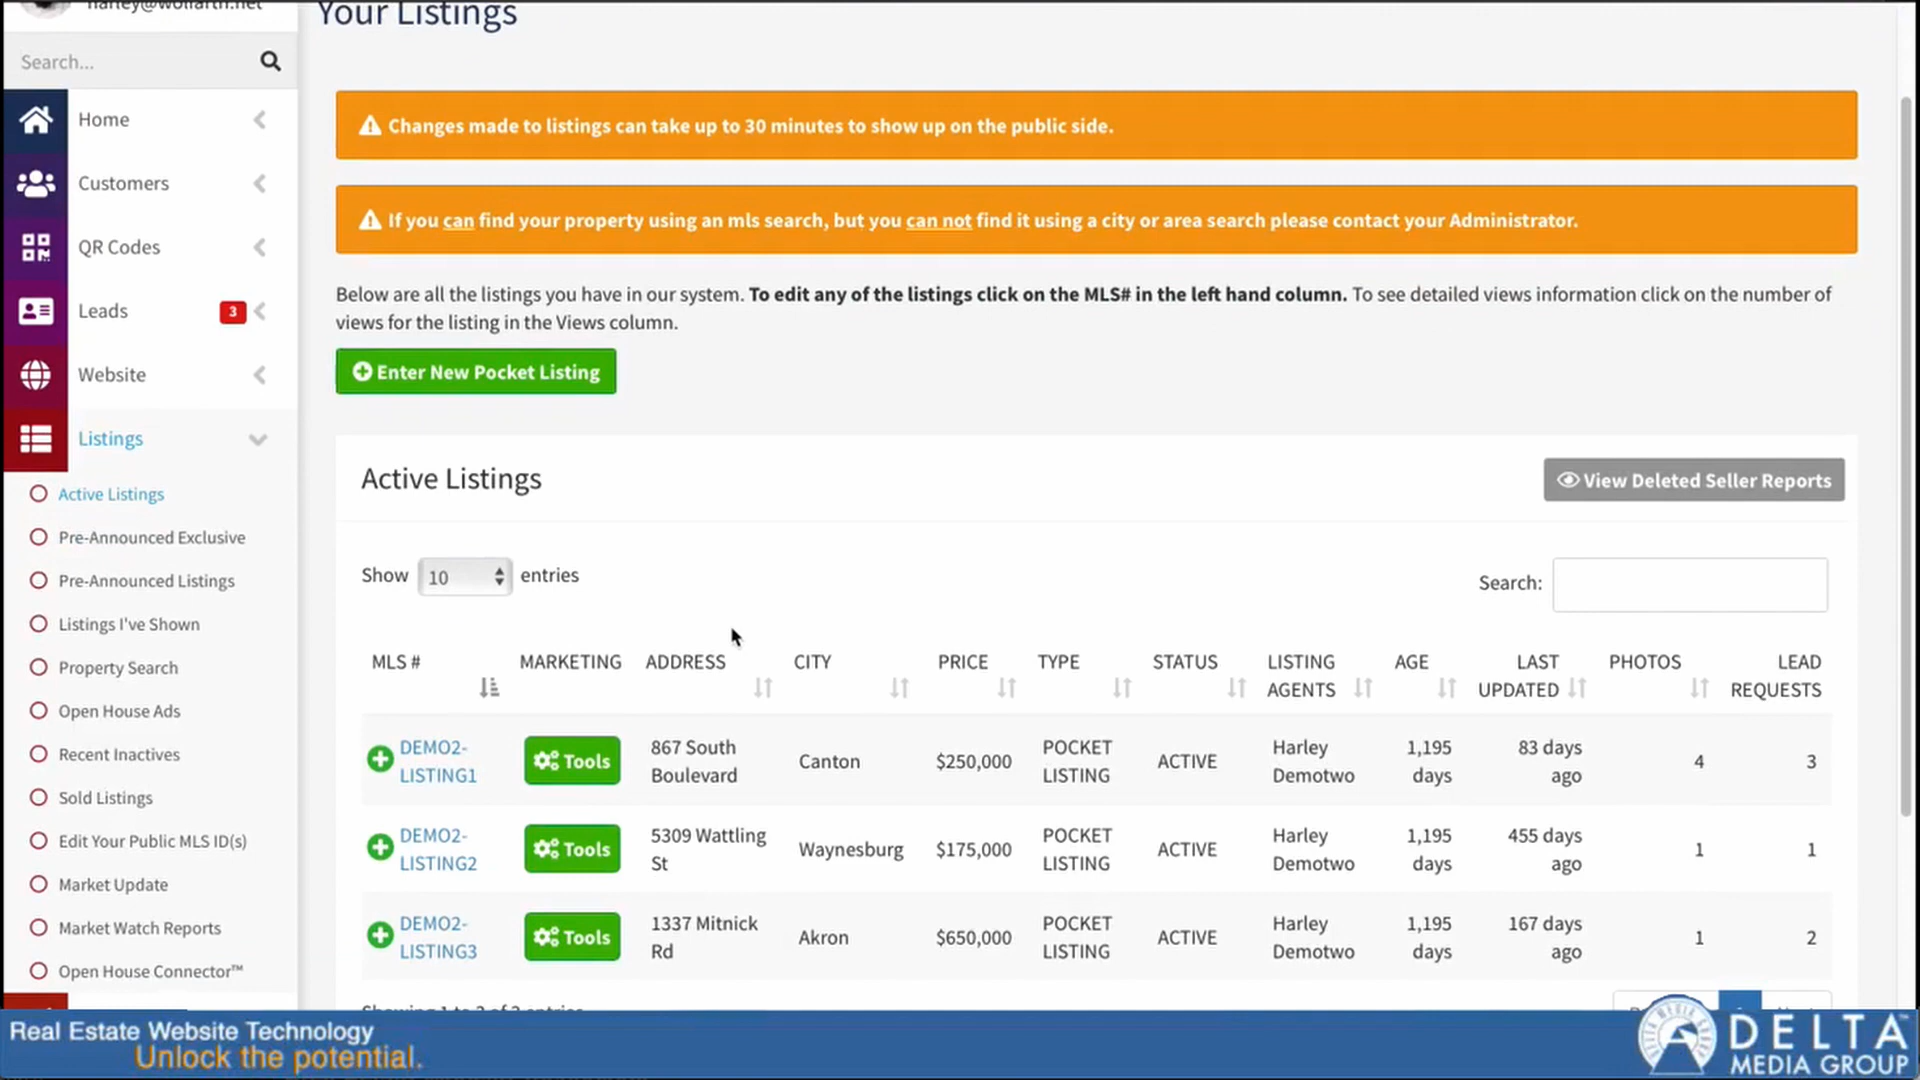 harley@wolfarth.net
Your Listings
Search...
Home
Customers
QR Codes
Leads 3
Website
Listings
Active Listings
Pre-Announced Exclusive
Pre-Announced Listings
Listings I've Shown
Property Search
Open House Ads
Recent Inactives
Sold Listings
Edit Your Public MLS ID(s)
Market Update
Market Watch Reports
Open House Connector™
Changes made to listings can take up to 30 minutes to show up on the public side.
If you can find your property using an mls search, but you can not find it using a city or area search please contact your Administrator.
Below are all the listings you have in our system. To edit any of the listings click on the MLS# in the left hand column. To see detailed views information click on the number of
views for the listing in the Views column.
Enter New Pocket Listing
Active Listings
View Deleted Seller Reports
Show 10 entries
Search:
MLS # MARKETING ADDRESS CITY PRICE TYPE STATUS LISTING AGENTS AGE LAST UPDATED PHOTOS LEAD REQUESTS
DEMO2-LISTING1 Tools 867 South Boulevard Canton $250,000 POCKET LISTING ACTIVE Harley Demotwo 1,195 days 83 days ago 4 3
DEMO2-LISTING2 Tools 5309 Wattling St Waynesburg $175,000 POCKET LISTING ACTIVE Harley Demotwo 1,195 days 455 days ago 1 1
DEMO2-LISTING3 Tools 1337 Mitnick Rd Akron $650,000 POCKET LISTING ACTIVE Harley Demotwo 1,195 days 167 days ago 1 2
Showing 1 to 3 of 3 entries
Real Estate Website Technology
Unlock the potential.
DELTA
MEDIA GROUP